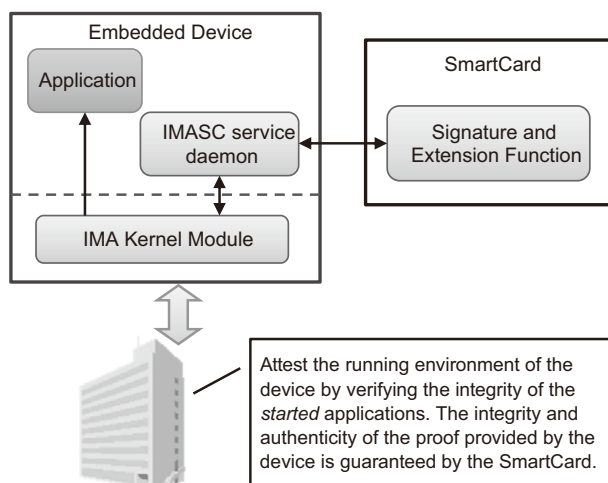 Embedded Device
Application
IMASC service
daemon
IMA Kernel Module
SmartCard
Signature and
Extension Function
Attest the running environment of the
device by verifying the integrity of the
started applications. The integrity and
authenticity of the proof provided by the
device is guaranteed by the SmartCard.